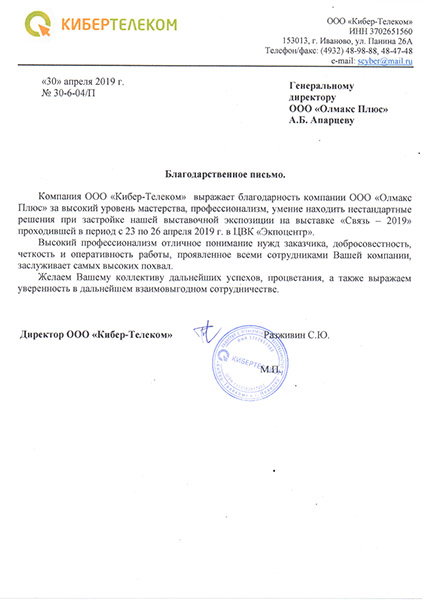 КИБЕРТЕЛЕКОМ
ООО «Кибер-Телеком»
ИНН 3702651560
153013, г. Иваново, ул. Панина 26А
Телефон/факс: (4932) 48-98-88, 48-47-48
e-mail: scyber@mail.ru
«30» апреля 2019 г.
№ 30-6-04/П
Генеральному
директору
ООО «Олмакс Плюс»
А.Б. Апарцеву
Благодарственное письмо.
Компания ООО «Кибер-Телеком» выражает благодарность компании ООО «Олмакс
Плюс» за высокий уровень мастерства, профессионализм, умение находить нестандартные
решения при застройке нашей выставочной экспозиции на выставке «Связь – 2019»
проходившей в период с 23 по 26 апреля 2019 г. в ЦВК «Экпоцентр».
Высокий профессионализм отличное понимание нужд заказчика, добросовестность,
четкость и оперативность работы, проявленное всеми сотрудниками Вашей компании,
заслуживает самых высоких похвал.
Желаем Вашему коллективу дальнейших успехов, процветания, а также выражаем
уверенность в дальнейшем взаимовыгодном сотрудничестве.
Директор ООО «Кибер-Телеком»
Разживин С.Ю.
КИБЕРТЕЛЕКОМ
М.П.